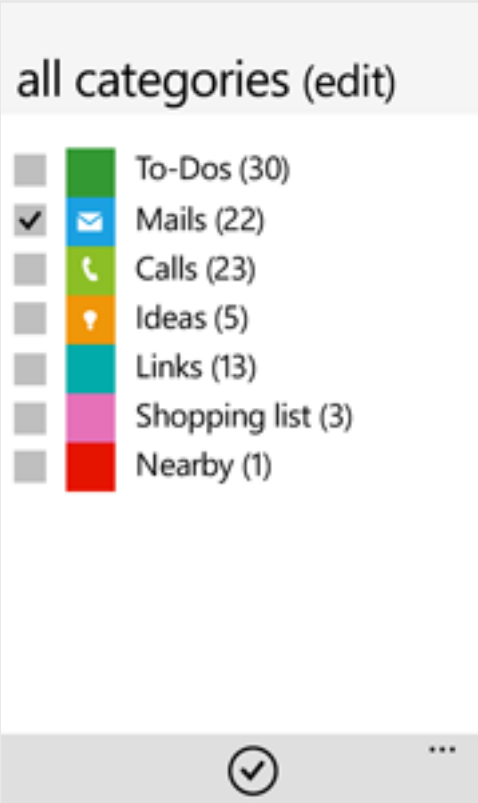 all categories (edit)
To-Dos (30)
Mails (22)
Calls (23)
Ideas (5)
Links (13)
Shopping list (3)
Nearby (1)